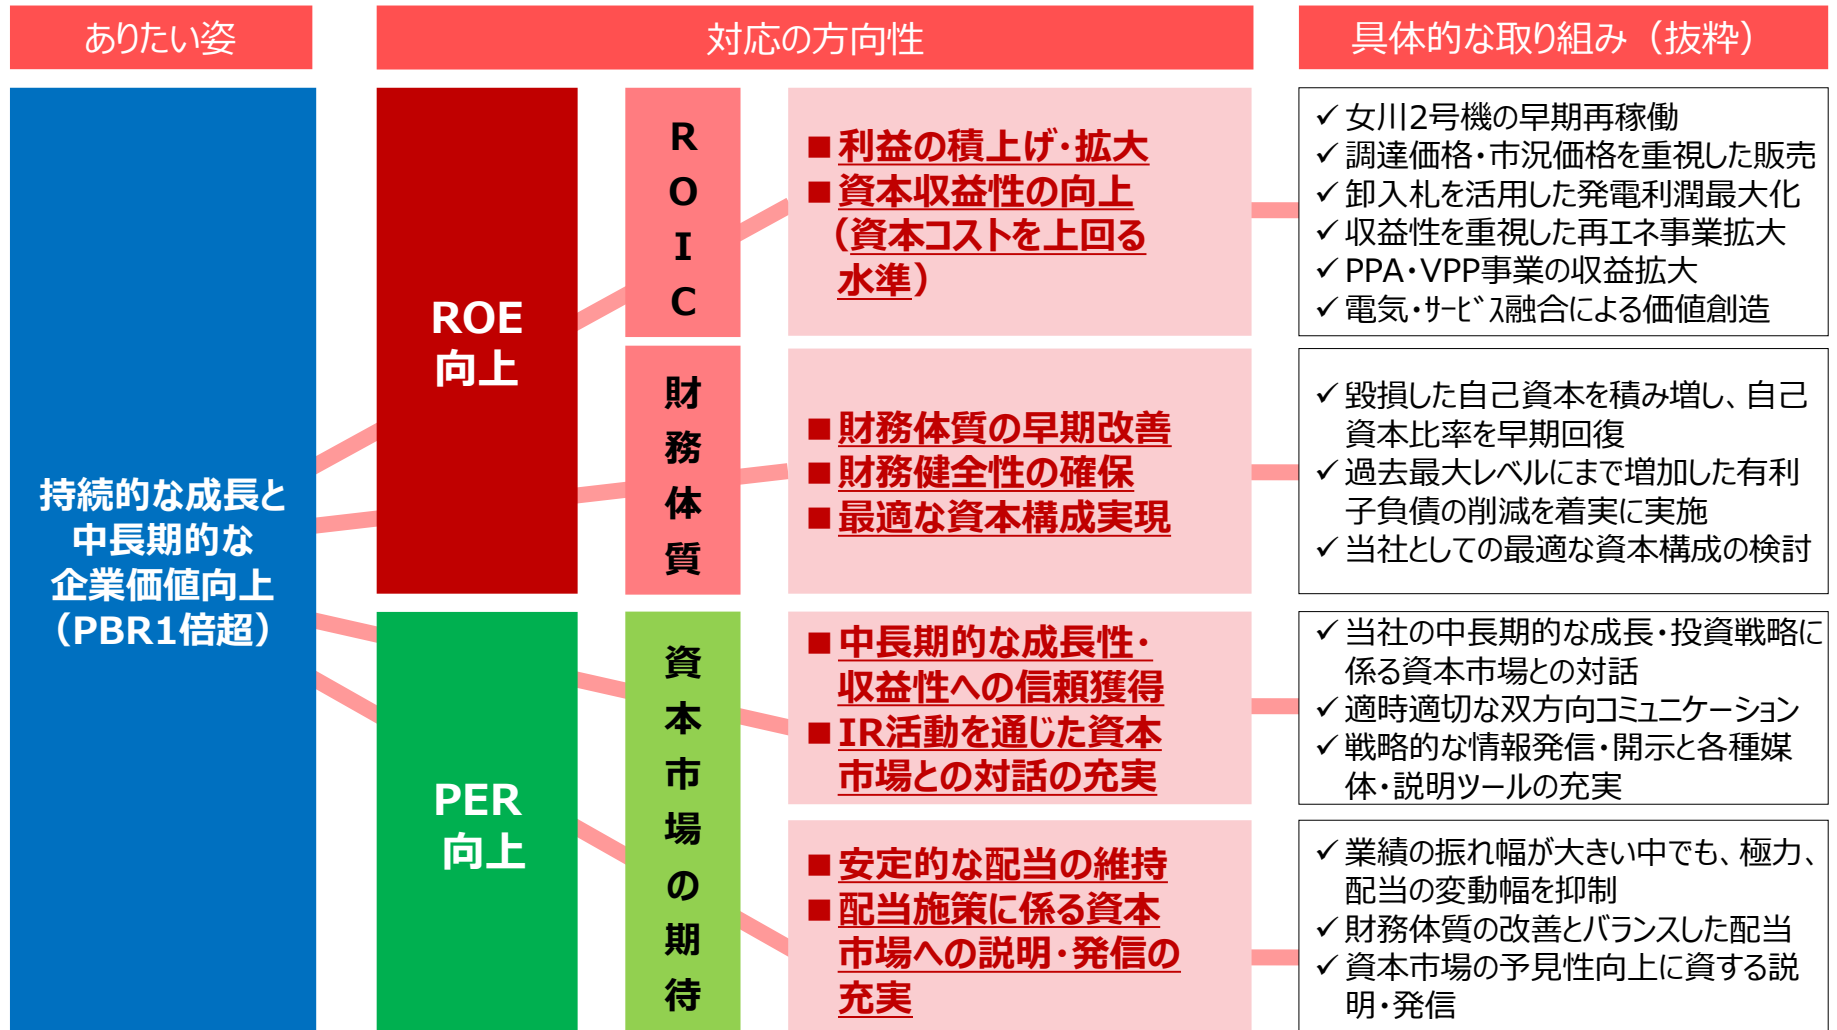 ありたい姿
対応の方向性
具体的な取り組み（抜粋）
持続的な成長と
中長期的な
企業価値向上
（PBR1倍超）
ROE
向上
ROIC
■利益の積上げ・拡大
■資本収益性の向上
（資本コストを上回る
水準）
✓女川2号機の早期再稼働
✓調達価格・市況価格を重視した販売
✓卸入札を活用した発電利潤最大化
✓収益性を重視した再エネ事業拡大
✓PPA・VPP事業の収益拡大
✓電気・ｻｰﾋﾞｽ融合による価値創造
財務体質
■財務体質の早期改善
■財務健全性の確保
■最適な資本構成実現
✓毀損した自己資本を積み増し、自己
資本比率を早期回復
✓過去最大レベルにまで増加した有利
子負債の削減を着実に実施
✓当社としての最適な資本構成の検討
PER
向上
資本市場の期待
■中長期的な成長性・
収益性への信頼獲得
■IR活動を通じた資本
市場との対話の充実
✓当社の中長期的な成長・投資戦略に
係る資本市場との対話
✓適時適切な双方向コミュニケーション
✓戦略的な情報発信・開示と各種媒
体・説明ツールの充実
■安定的な配当の維持
■配当施策に係る資本
市場への説明・発信の
充実
✓業績の振れ幅が大きい中でも、極力、
配当の変動幅を抑制
✓財務体質の改善とバランスした配当
✓資本市場の予見性向上に資する説
明・発信